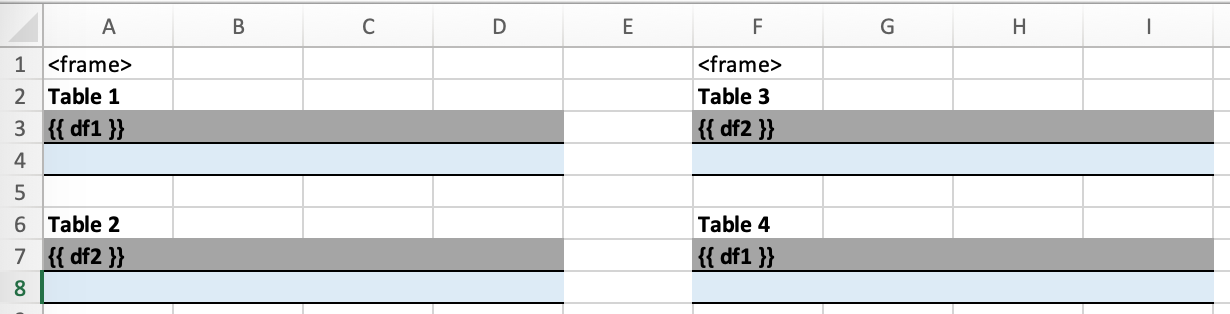 A B C D E F G H I
1 <frame> <frame>
2 Table 1 Table 3
3 {{ df1 }} {{ df2 }}
4
5
6 Table 2 Table 4
7 {{ df2 }} {{ df1 }}
8